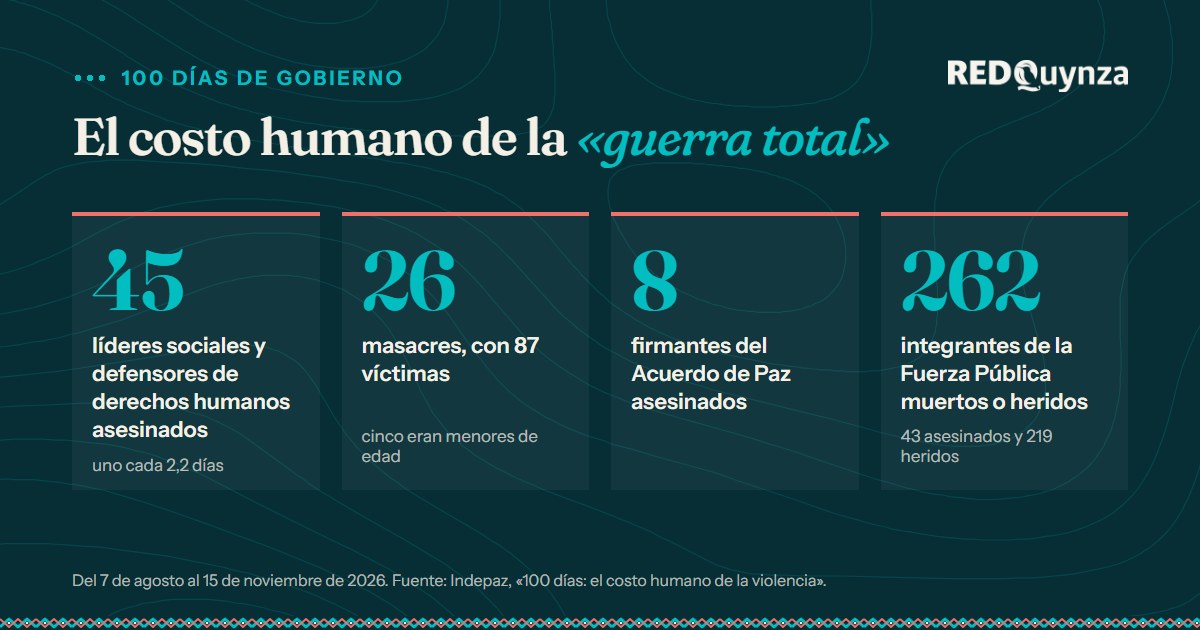 100 DÍAS DE GOBIERNO
REDQuynza
El costo humano de la «guerra total»
45
líderes sociales y
defensores de
derechos humanos
asesinados
uno cada 2,2 días
26
masacres, con 87
víctimas
cinco eran menores de
edad
8
firmantes del
Acuerdo de Paz
asesinados
262
integrantes de la
Fuerza Pública
muertos o heridos
43 asesinados y 219
heridos
Del 7 de agosto al 15 de noviembre de 2026. Fuente: Indepaz, «100 días: el costo humano de la violencia».